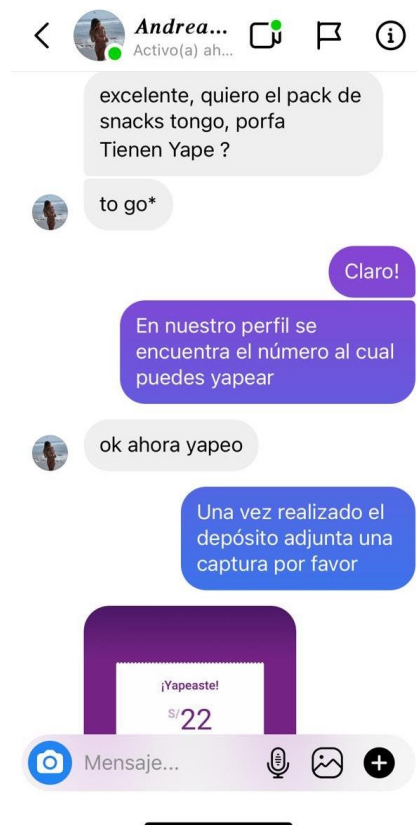 Andrea...
Activo(a) ah...
excelente, quiero el pack de
snacks tongo, porfa
Tienen Yape ?
to go*
Claro!
En nuestro perfil se
encuentra el número al cual
puedes yapear
ok ahora yapeo
Una vez realizado el
depósito adjunta una
captura por favor
¡Yapeaste!
S/22
Mensaje...